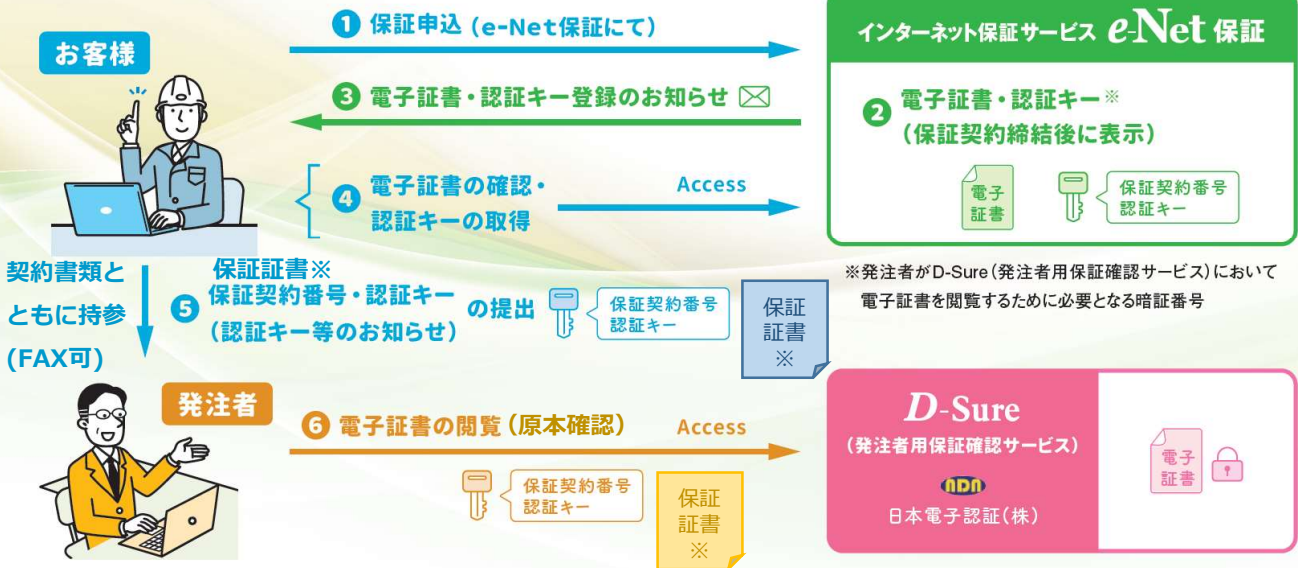 お客様
❶ 保証申込 (e-Net保証にて)
インターネット保証サービス e-Net 保証
❸ 電子証書・認証キー登録のお知らせ
❷ 電子証書・認証キー※
(保証契約締結後に表示)
電子
証書
保証契約番号
認証キー
❹ 電子証書の確認・
認証キーの取得
Access
※発注者がD-Sure(発注者用保証確認サービス)において
電子証書を閲覧するために必要となる暗証番号
契約書類と
ともに持参
(FAX可)
保証証書※
❺ 保証契約番号・認証キー
(認証キー等のお知らせ)
の提出
保証契約番号
認証キー
保証
証書
※
発注者
❻ 電子証書の閲覧(原本確認)
Access
保証契約番号
認証キー
保証
証書
※
D-Sure
(発注者用保証確認サービス)
NDN
日本電子認証(株)
電子
証書